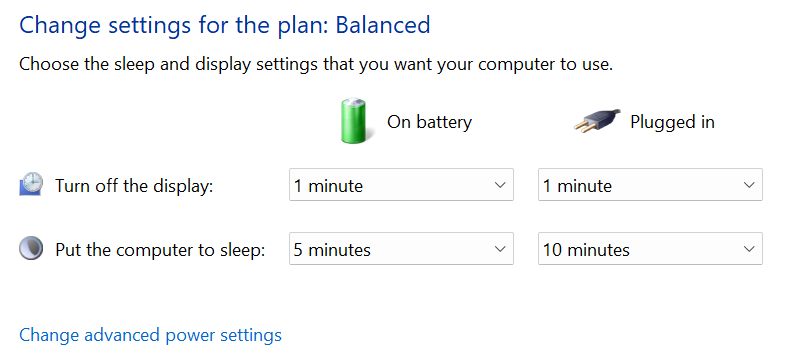 Change settings for the plan: Balanced
Choose the sleep and display settings that you want your computer to use.
On battery Plugged in
Turn off the display: 1 minute 1 minute
Put the computer to sleep: 5 minutes 10 minutes
Change advanced power settings